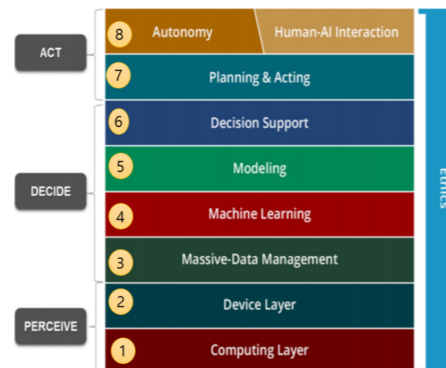 ACT
8 Autonomy Human-AI Interaction
7 Planning & Acting
6 Decision Support
DECIDE
5 Modeling
4 Machine Learning
3 Massive-Data Management
PERCEIVE
2 Device Layer
1 Computing Layer
Ethics